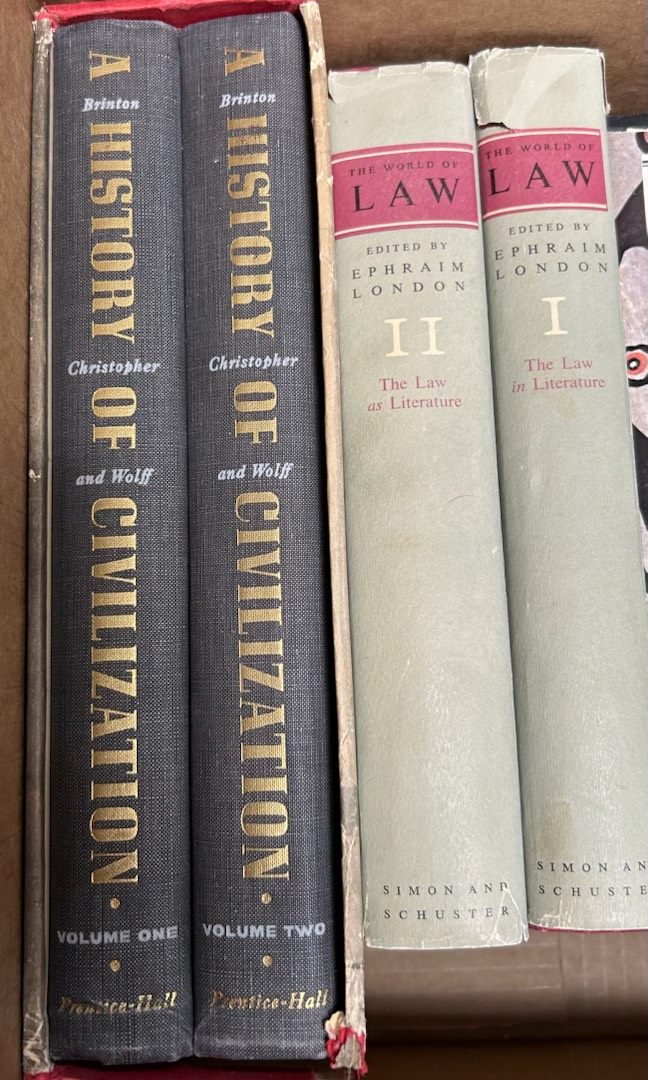 A HISTORY OF CIVILIZATION
Brinton
Christopher
and Wolff
VOLUME ONE
Prentice-Hall
A HISTORY OF CIVILIZATION
Brinton
Christopher
and Wolff
VOLUME TWO
Prentice-Hall
THE WORLD OF
LAW
EDITED BY
EPHRAIM
LONDON
II
The Law
as Literature
SIMON AND
SCHUSTER
THE WORLD OF
LAW
EDITED BY
EPHRAIM
LONDON
I
The Law
in Literature
SIMON AN
SCHUSTE